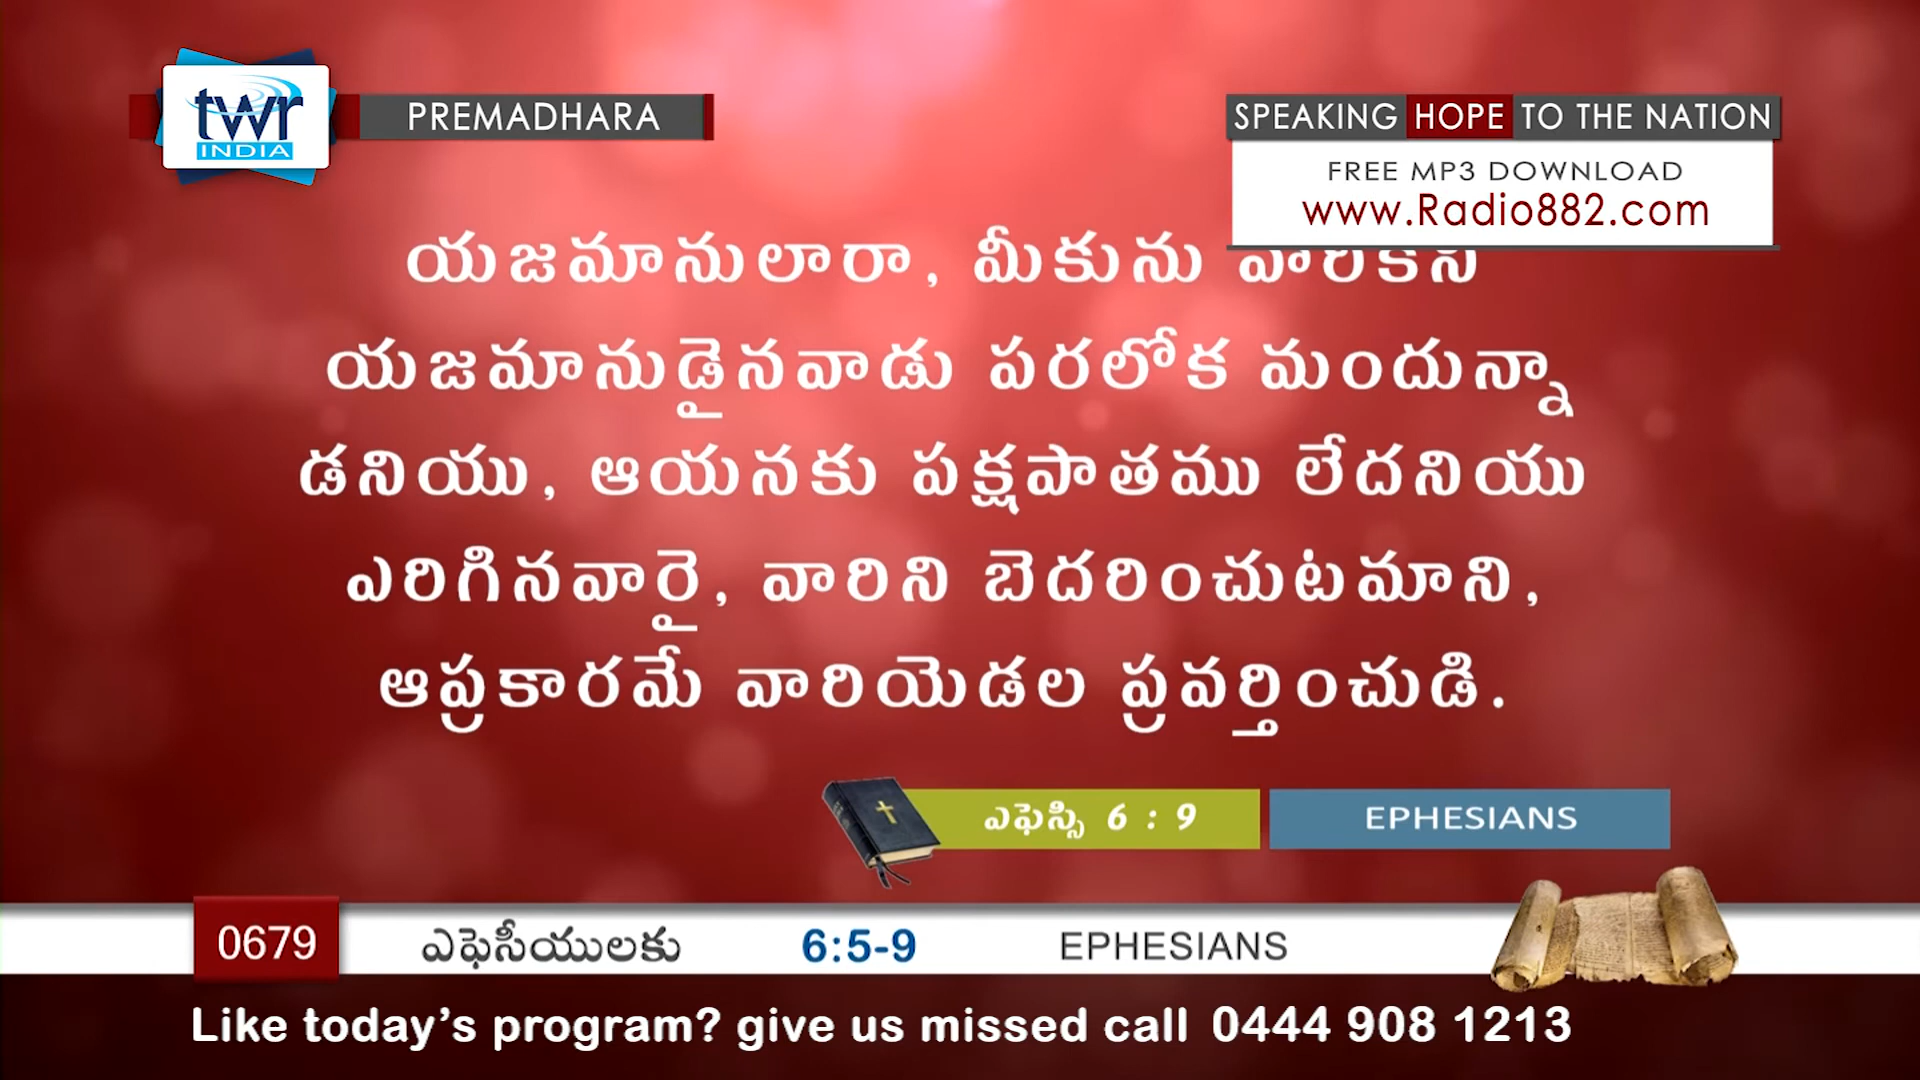 twr
INDIA
PREMADHARA
SPEAKING HOPE TO THE NATION
FREE MP3 DOWNLOAD
www.Radio882.com
యజమానులారా, మీకును
యజమానుడైనవాడు పరలోక మందున్నా
డనియు, ఆయనకు పక్షపాతము లేదనియు
ఎరిగినవారై, వారిని బెదరించుటమాని,
ఆప్రకారమే వారియెడల ప్రవర్తించుడి.
ఎఫెస్సి 6 : 9
EPHESIANS
0679 ఎఫెసీయులకు 6:5-9 EPHESIANS
Like today's program? give us missed call 0444 908 1213